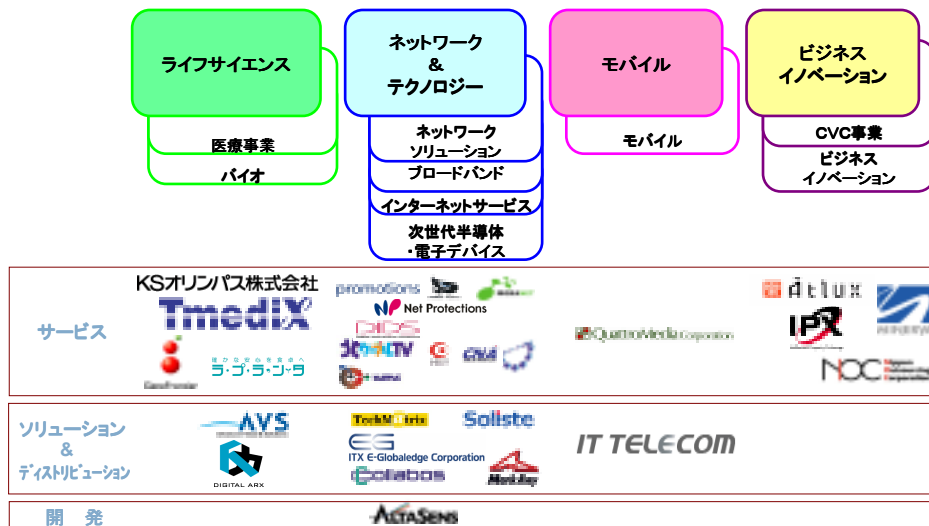 ライフサイエンス
ネットワーク
&
テクノロジー
モバイル
ビジネス
イノベーション
医療事業
バイオ
ネットワーク
ソリューション
ブロードバンド
インターネットサービス
次世代半導体
・電子デバイス
モバイル
CVC事業
ビジネス
イノベーション
サービス
KSオリンパス株式会社
TmediX
ラ・プ・ラ・ン・タ
promotions
Net Protections
QuattroMedia Corporation
IPX
NOC
ソリューション
&
ディストリビューション
AVS
DIGITAL ARX
TechMatrix
Soliste
EG
ITX E-Globaledge Corporation
Collabos
IT TELECOM
開 発
ALTASENS